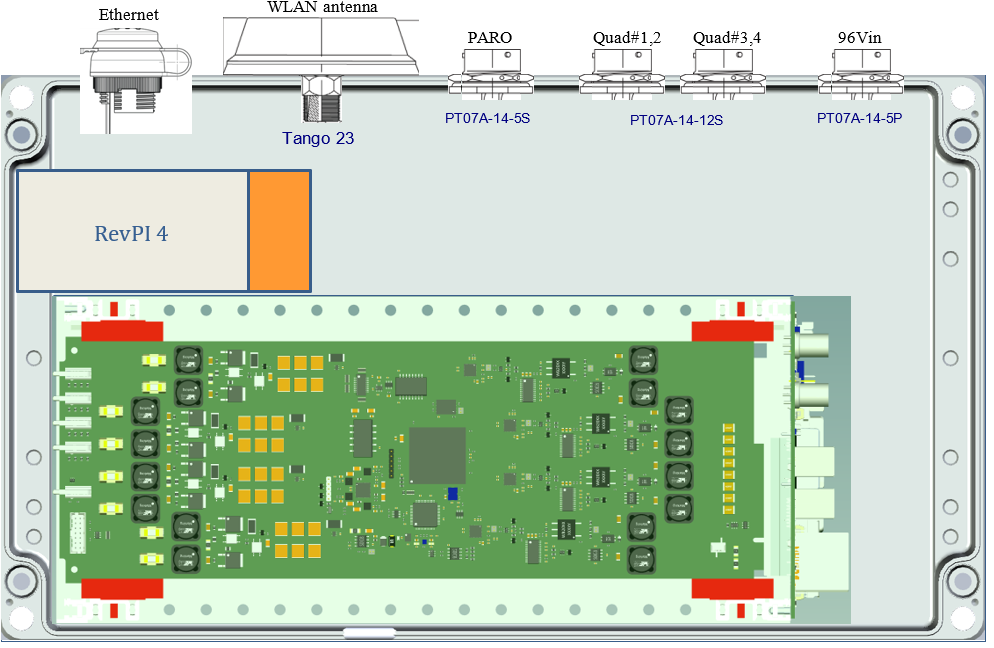 Ethernet
WLAN antenna
PARO
Quad#1,2
Quad#3,4
96Vin
Tango 23
PT07A-14-5S
PT07A-14-12S
PT07A-14-5P
RevPI 4